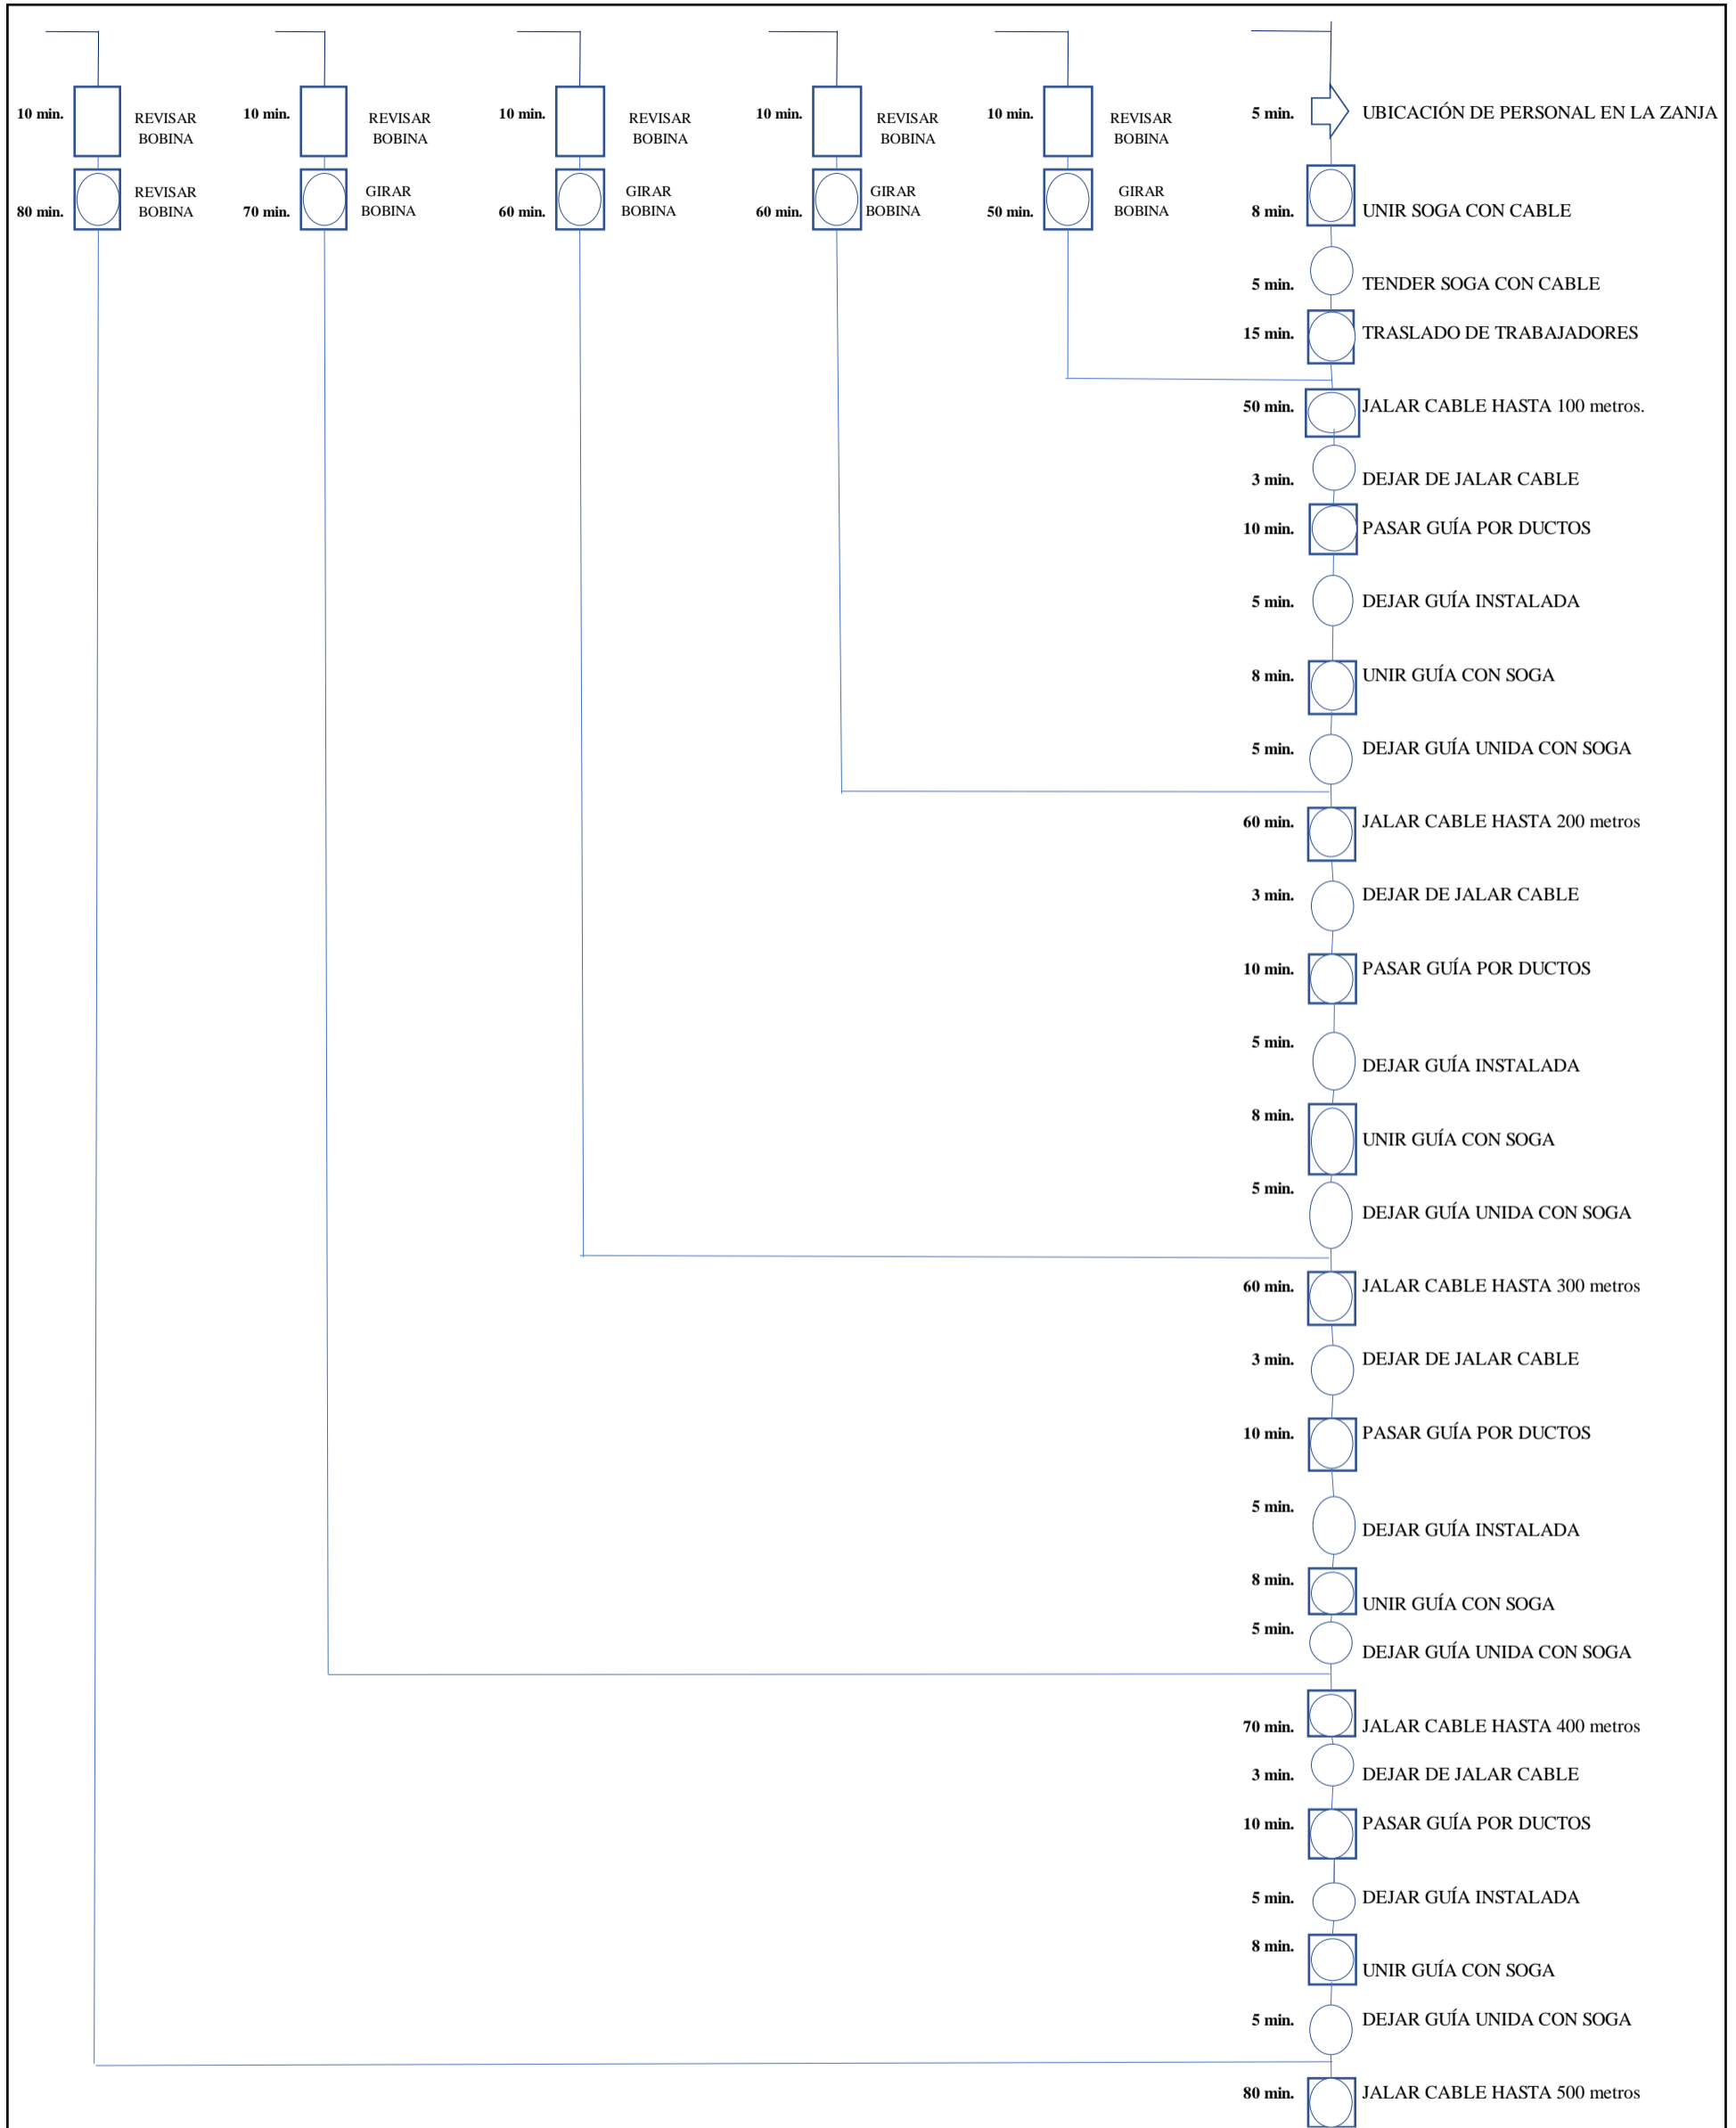 10 min.
REVISAR
BOBINA
10 min.
REVISAR
BOBINA
10 min.
REVISAR
BOBINA
10 min.
REVISAR
BOBINA
10 min.
REVISAR
BOBINA
5 min.
UBICACIÓN DE PERSONAL EN LA ZANJA
80 min.
REVISAR
BOBINA
70 min.
GIRAR
BOBINA
60 min.
GIRAR
BOBINA
60 min.
GIRAR
BOBINA
50 min.
GIRAR
BOBINA
8 min.
UNIR SOGA CON CABLE
5 min.
TENDER SOGA CON CABLE
15 min.
TRASLADO DE TRABAJADORES
50 min.
JALAR CABLE HASTA 100 metros.
3 min.
DEJAR DE JALAR CABLE
10 min.
PASAR GUÍA POR DUCTOS
5 min.
DEJAR GUÍA INSTALADA
8 min.
UNIR GUÍA CON SOGA
5 min.
DEJAR GUÍA UNIDA CON SOGA
60 min.
JALAR CABLE HASTA 200 metros
3 min.
DEJAR DE JALAR CABLE
10 min.
PASAR GUÍA POR DUCTOS
5 min.
DEJAR GUÍA INSTALADA
8 min.
UNIR GUÍA CON SOGA
5 min.
DEJAR GUÍA UNIDA CON SOGA
60 min.
JALAR CABLE HASTA 300 metros
3 min.
DEJAR DE JALAR CABLE
10 min.
PASAR GUÍA POR DUCTOS
5 min.
DEJAR GUÍA INSTALADA
8 min.
UNIR GUÍA CON SOGA
5 min.
DEJAR GUÍA UNIDA CON SOGA
70 min.
JALAR CABLE HASTA 400 metros
3 min.
DEJAR DE JALAR CABLE
10 min.
PASAR GUÍA POR DUCTOS
5 min.
DEJAR GUÍA INSTALADA
8 min.
UNIR GUÍA CON SOGA
5 min.
DEJAR GUÍA UNIDA CON SOGA
80 min.
JALAR CABLE HASTA 500 metros